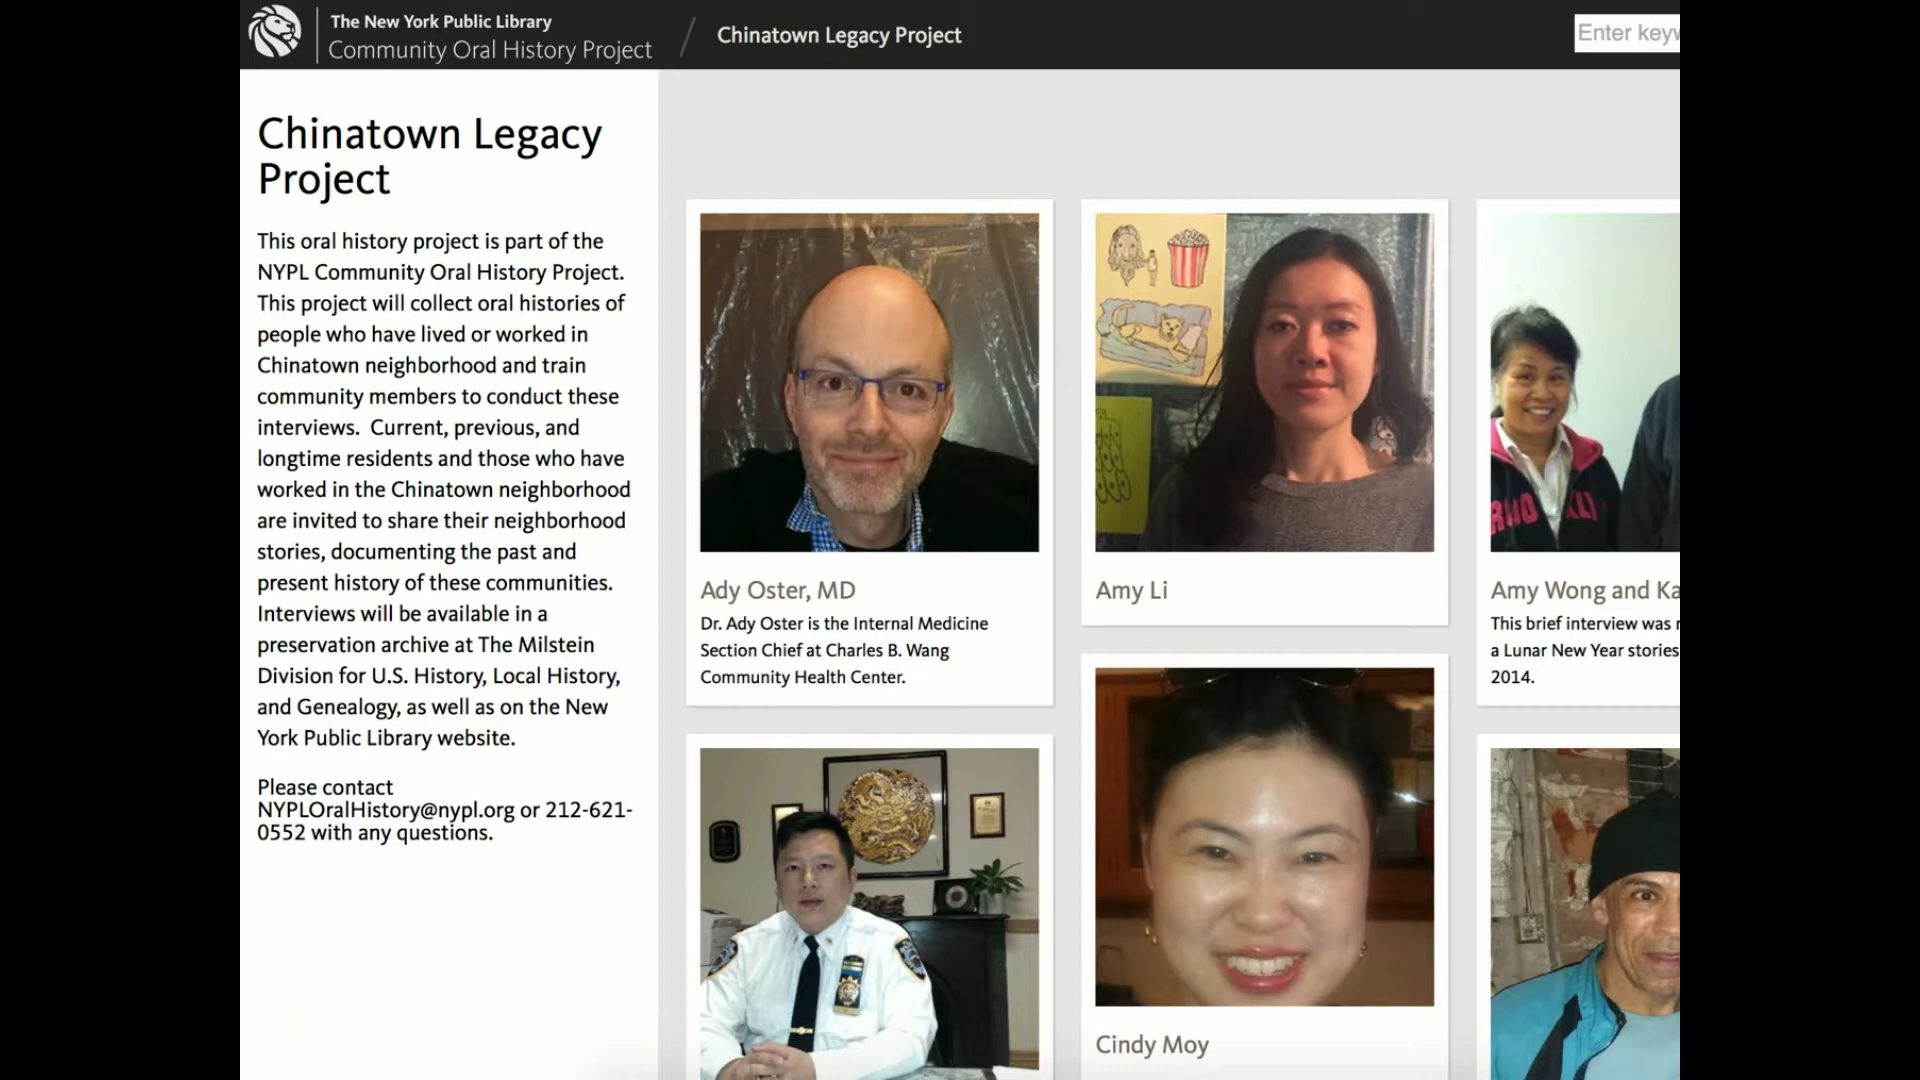 The New York Public Library
Community Oral History Project
Chinatown Legacy Project
Enter keyw
Chinatown Legacy
Project
This oral history project is part of the
NYPL Community Oral History Project.
This project will collect oral histories of
people who have lived or worked in
Chinatown neighborhood and train
community members to conduct these
interviews. Current, previous, and
longtime residents and those who have
worked in the Chinatown neighborhood
are invited to share their neighborhood
stories, documenting the past and
present history of these communities.
Interviews will be available in a
preservation archive at The Milstein
Division for U.S. History, Local History,
and Genealogy, as well as on the New
York Public Library website.
Please contact
NYPLOralHistory@nypl.org or 212-621-
0552 with any questions.
Ady Oster, MD
Dr. Ady Oster is the Internal Medicine
Section Chief at Charles B. Wang
Community Health Center.
Amy Li
Amy Wong and Ka
This brief interview was
a Lunar New Year stories
2014.
Cindy Moy